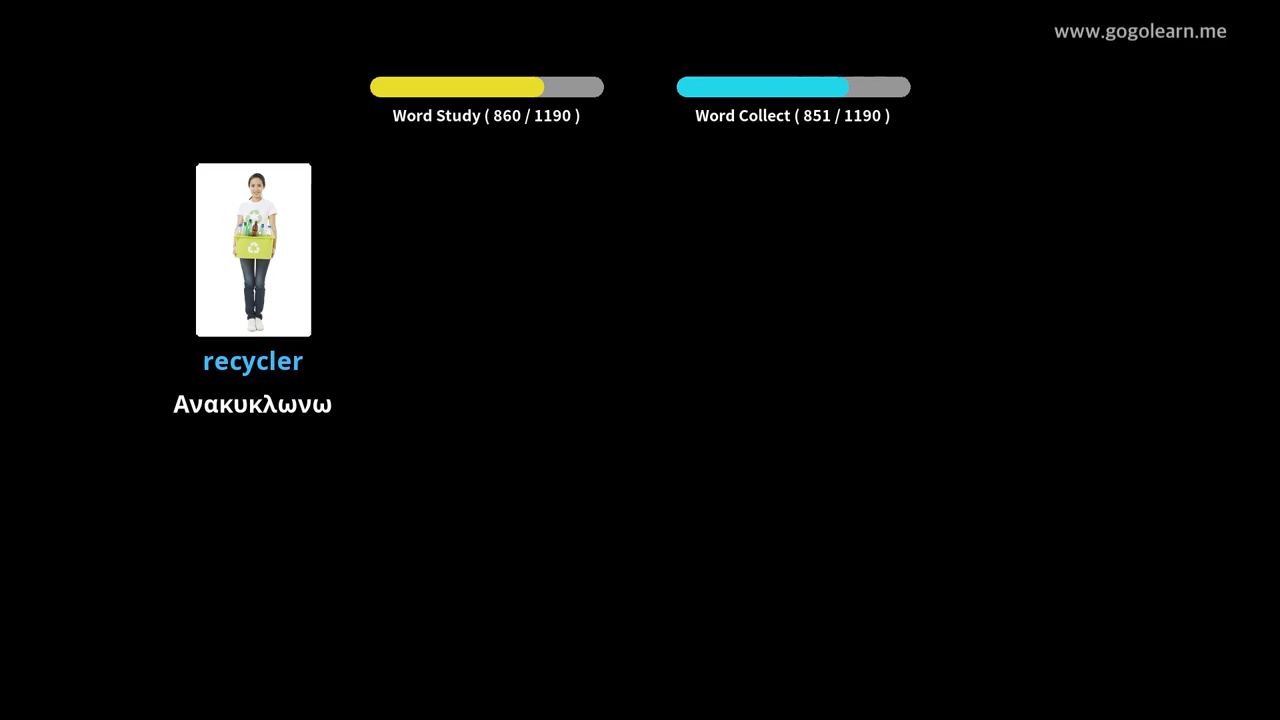 www.gogolearn.me
Word Study ( 860 / 1190 )
Word Collect ( 851 / 1190 )
recycler
Ανακυκλωνω